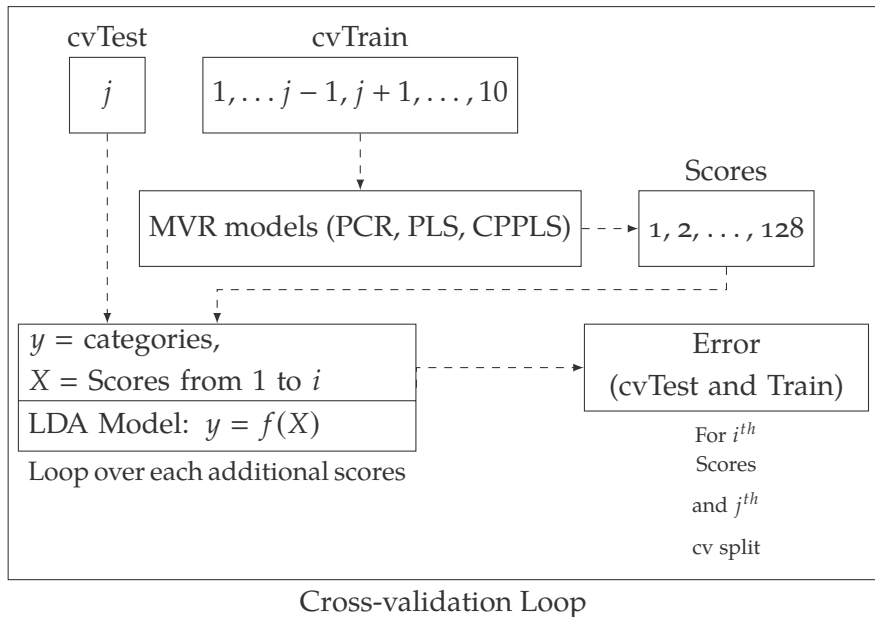 cvTest
cvTrain
j
1, … j − 1, j + 1, … , 10
Scores
MVR models (PCR, PLS, CPPLS)
1, 2, . . . , 128
y = categories,
X = Scores from 1 to i
LDA Model: y = f(X)
Loop over each additional scores
Error
(cvTest and Train)
For i^{th}
Scores
and j^{th}
cv split
Cross-validation Loop